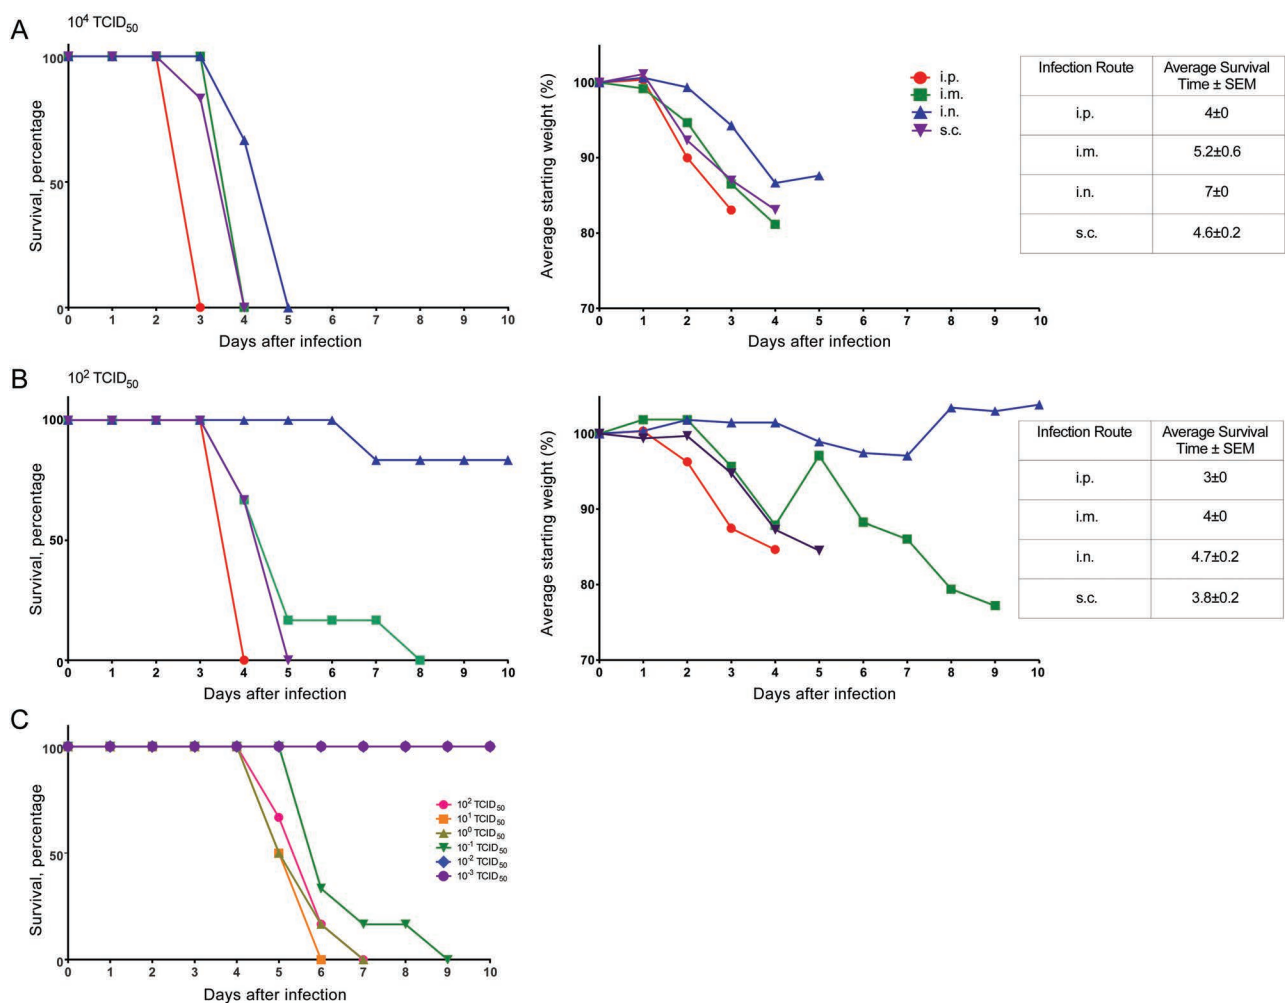 A
10⁴ TCID₅₀
Survival, percentage
100
50
0
0 1 2 3 4 5 6 7 8 9 10
Days after infection
Average starting weight (%)
100
90
80
70
0 1 2 3 4 5 6 7 8 9 10
Days after infection
i.p.
i.m.
i.n.
s.c.
Infection Route Average Survival
Time ± SEM
i.p. 4±0
i.m. 5.2±0.6
i.n. 7±0
s.c. 4.6±0.2
B
10² TCID₅₀
Survival, percentage
100
50
0
0 1 2 3 4 5 6 7 8 9 10
Days after infection
Average starting weight (%)
100
90
80
70
0 1 2 3 4 5 6 7 8 9 10
Days after infection
Infection Route Average Survival
Time ± SEM
i.p. 3±0
i.m. 4±0
i.n. 4.7±0.2
s.c. 3.8±0.2
C
Survival, percentage
100
50
0
0 1 2 3 4 5 6 7 8 9 10
Days after infection
10² TCID₅₀
10¹ TCID₅₀
10⁰ TCID₅₀
10⁻¹ TCID₅₀
10⁻² TCID₅₀
10⁻³ TCID₅₀